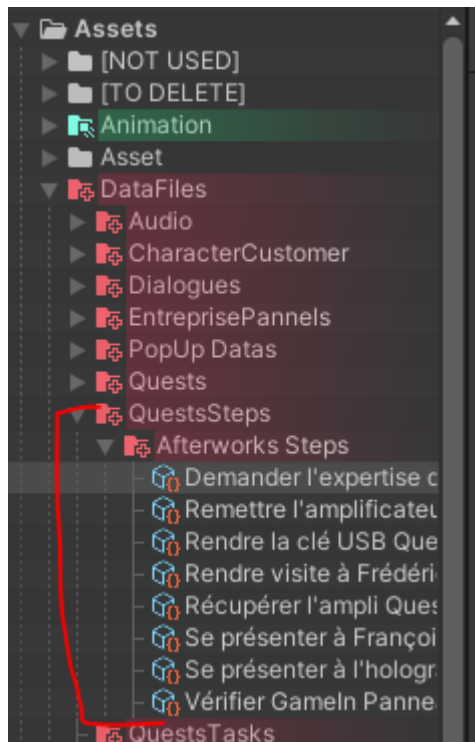 Assets
[NOT USED]
[TO DELETE]
Animation
Asset
DataFiles
Audio
CharacterCustomer
Dialogues
EntreprisePannels
PopUp Datas
Quests
QuestsSteps
Afterworks Steps
Demander l'expertise
Remettre l'amplificateu
Rendre la clé USB Que
Rendre visite à Frédéri
Récupérer l'ampli Ques
Se présenter à Françoi
Se présenter à l'hologr
Vérifier GameIn Panne
QuestsTasks